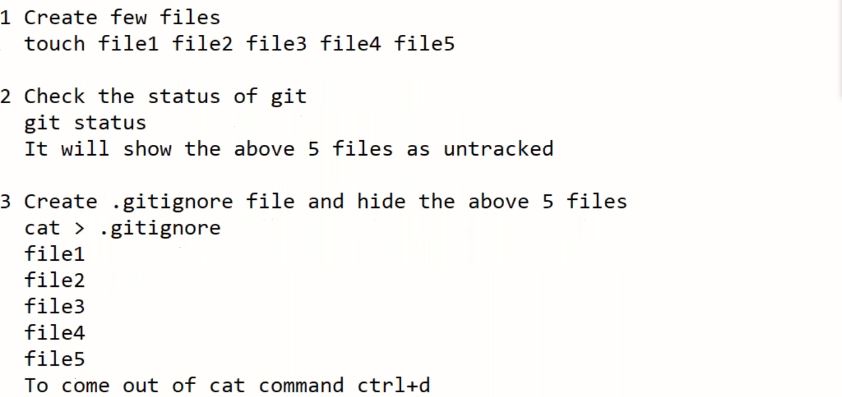 1 Create few files
touch file1 file2 file3 file4 file5
2 Check the status of git
git status
It will show the above 5 files as untracked
3 Create .gitignore file and hide the above 5 files
cat > .gitignore
file1
file2
file3
file4
file5
To come out of cat command ctrl+d